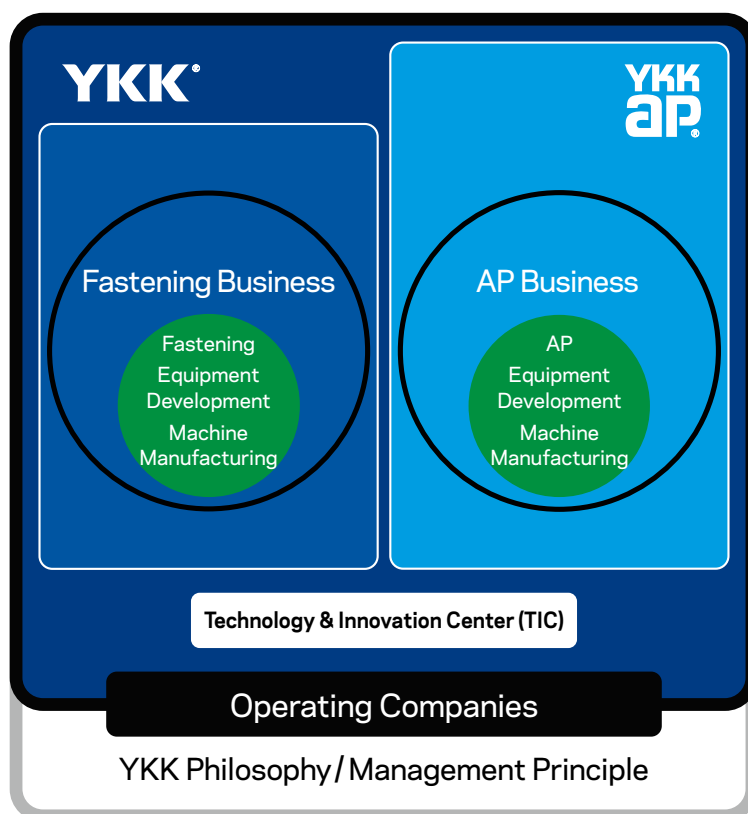 YKK®
YKK
ap®
Fastening Business
Fastening
Equipment
Development
Machine
Manufacturing
AP Business
AP
Equipment
Development
Machine
Manufacturing
Technology & Innovation Center (TIC)
Operating Companies
YKK Philosophy/Management Principle